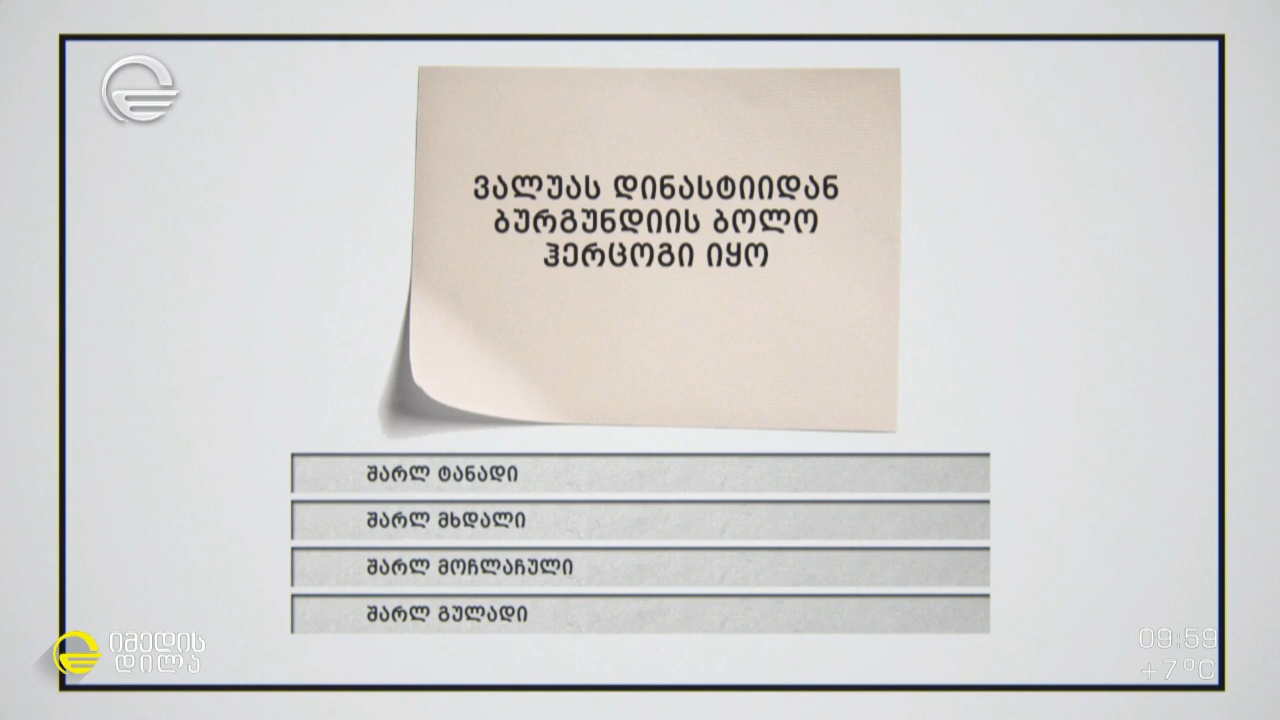 ვალუას დინასტიიდან
ბურგუნდიის ბოლო
ჰერცოგი იყო
შარლ ტანადი
შარლ მხდალი
შარლ მოჩლაჩული
შარლ გულადი
იმედის
დილა
09:59
+7°C